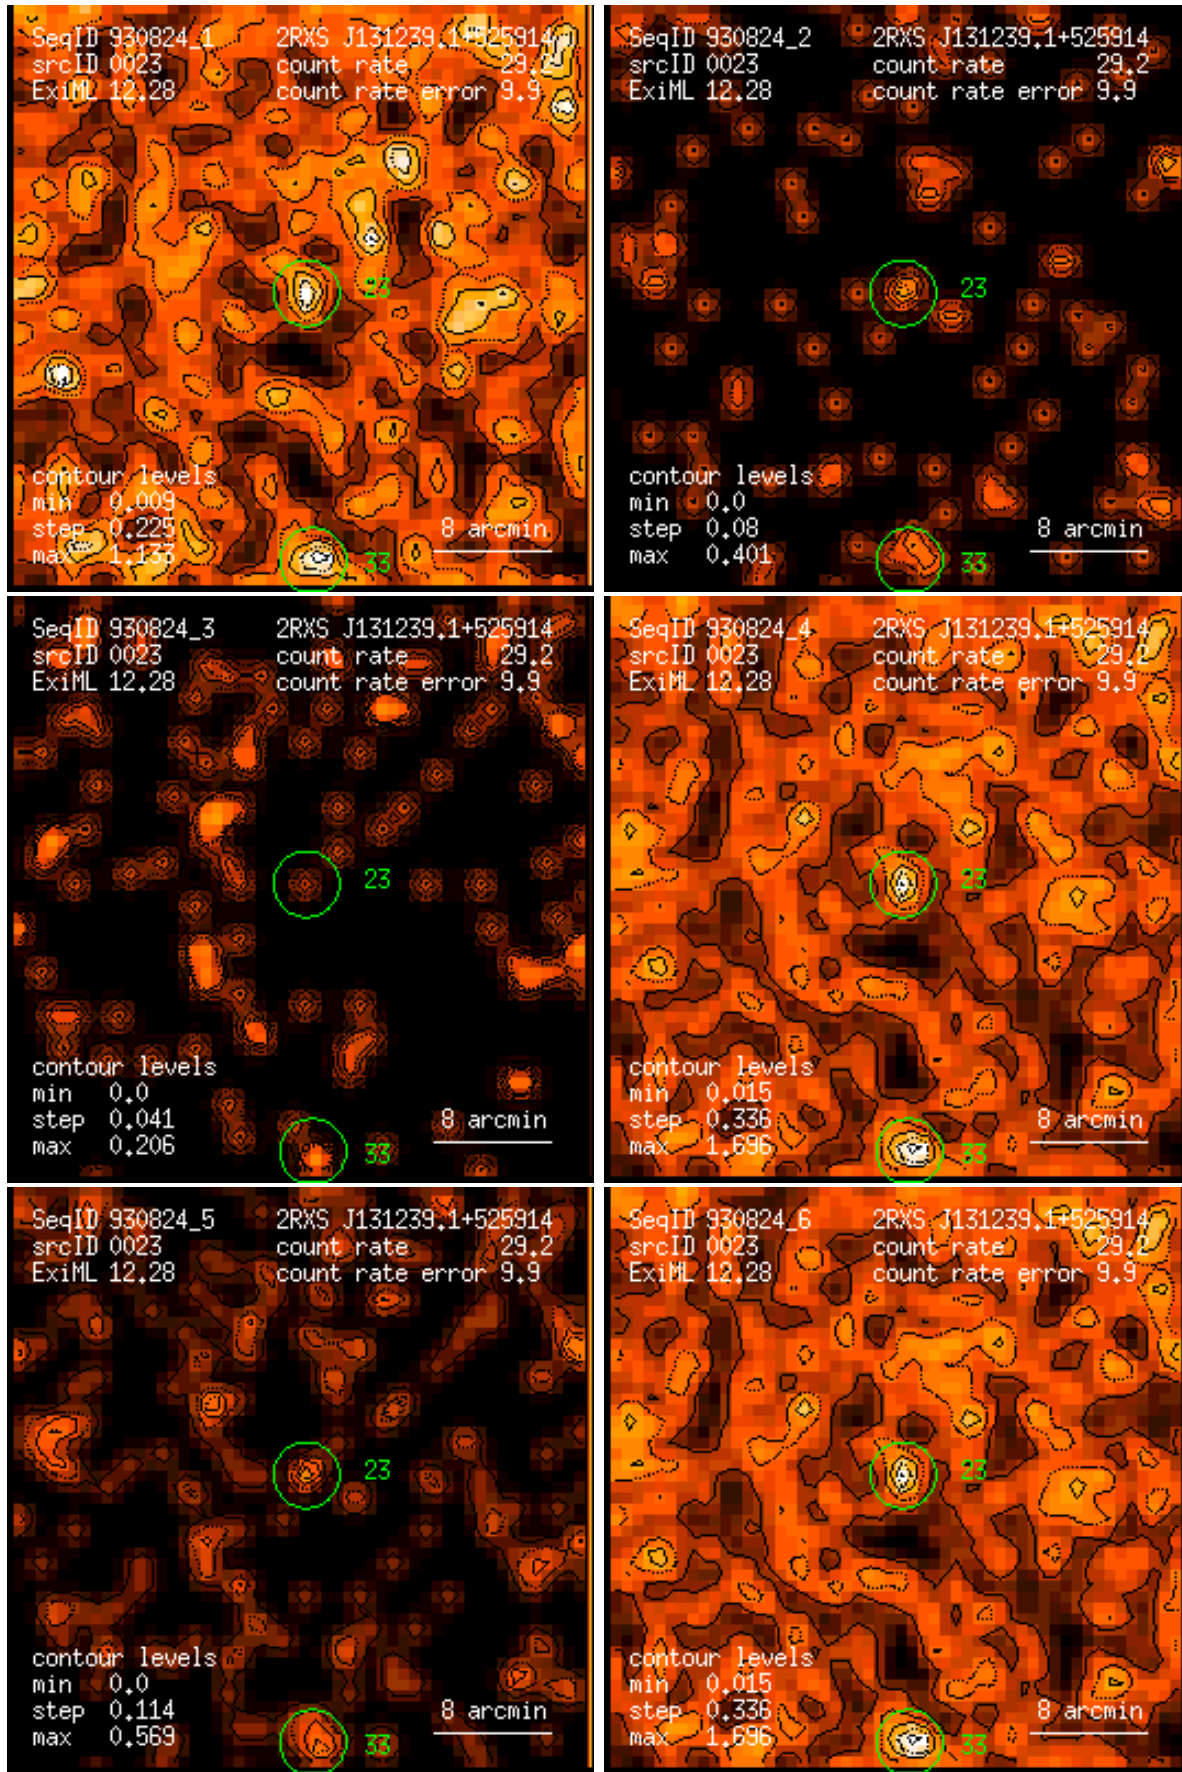 SeqID 930824_1 2RXS J131239.1+525914
srcID 0023 count rate 29.2
ExiML 12.28 count rate error 9.9
23
contour levels
min 0.009
step 0.225 8 arcmin
max 1.133 33
SeqID 930824_2 2RXS J131239.1+525914
srcID 0023 count rate 29.2
ExiML 12.28 count rate error 9.9
23
contour levels
min 0.0
step 0.08 8 arcmin
max 0.401 33
SeqID 930824_3 2RXS J131239.1+525914
srcID 0023 count rate 29.2
ExiML 12.28 count rate error 9.9
23
contour levels
min 0.0
step 0.041 8 arcmin
max 0.206 33
SeqID 930824_4 2RXS J131239.1+525914
srcID 0023 count rate 29.2
ExiML 12.28 count rate error 9.9
23
contour levels
min 0.015
step 0.336 8 arcmin
max 1.696 33
SeqID 930824_5 2RXS J131239.1+525914
srcID 0023 count rate 29.2
ExiML 12.28 count rate error 9.9
23
contour levels
min 0.0
step 0.114 8 arcmin
max 0.569 33
SeqID 930824_6 2RXS J131239.1+525914
srcID 0023 count rate 29.2
ExiML 12.28 count rate error 9.9
23
contour levels
min 0.015
step 0.336 8 arcmin
max 1.696 33